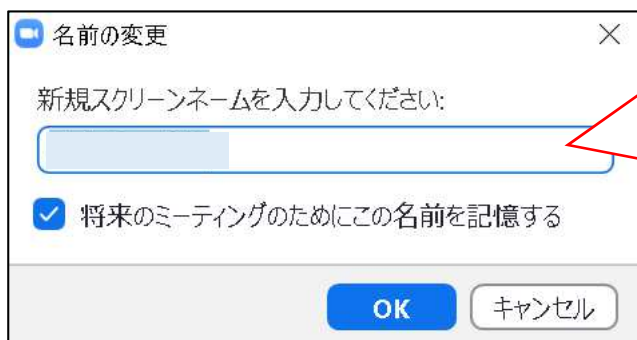 名前の変更
新規スクリーンネームを入力してください:
将来のミーティングのためにこの名前を記憶する
OK
キャンセル